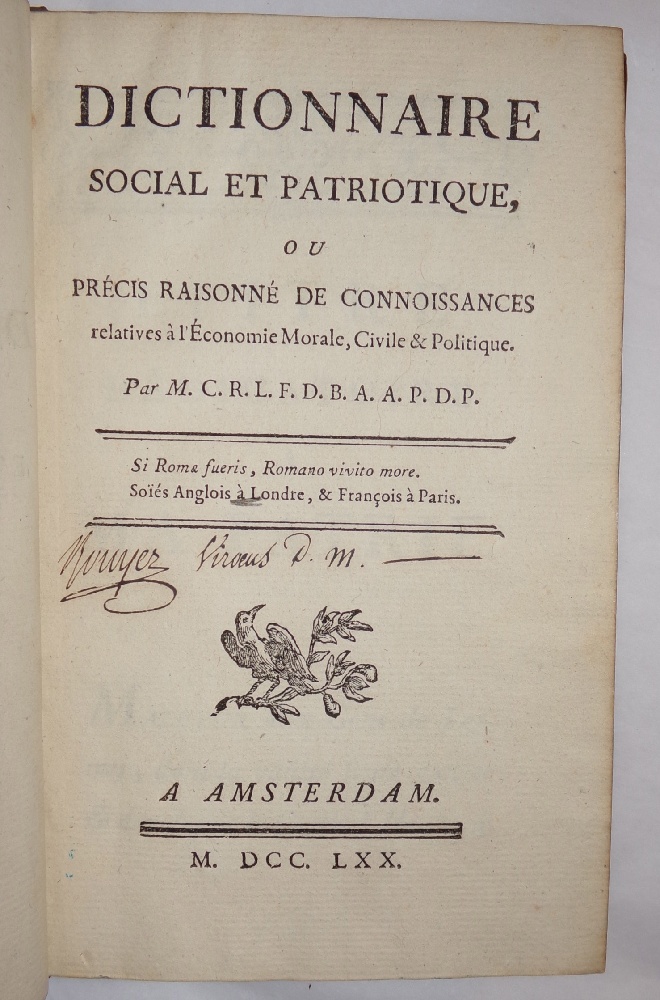 DICTIONNAIRE
SOCIAL ET PATRIOTIQUE,
OU
PRÉCIS RAISONNÉ DE CONNOISSANCES
relatives à l'Économie Morale, Civile & Politique.
Par M. C. R. L. F. D. B. A. A. P. D. P.
Si Romæ fueris, Romano vivito more.
Soïés Anglois à Londre, & François à Paris.
D. M.
A AMSTERDAM.
M. DCC. LXX.